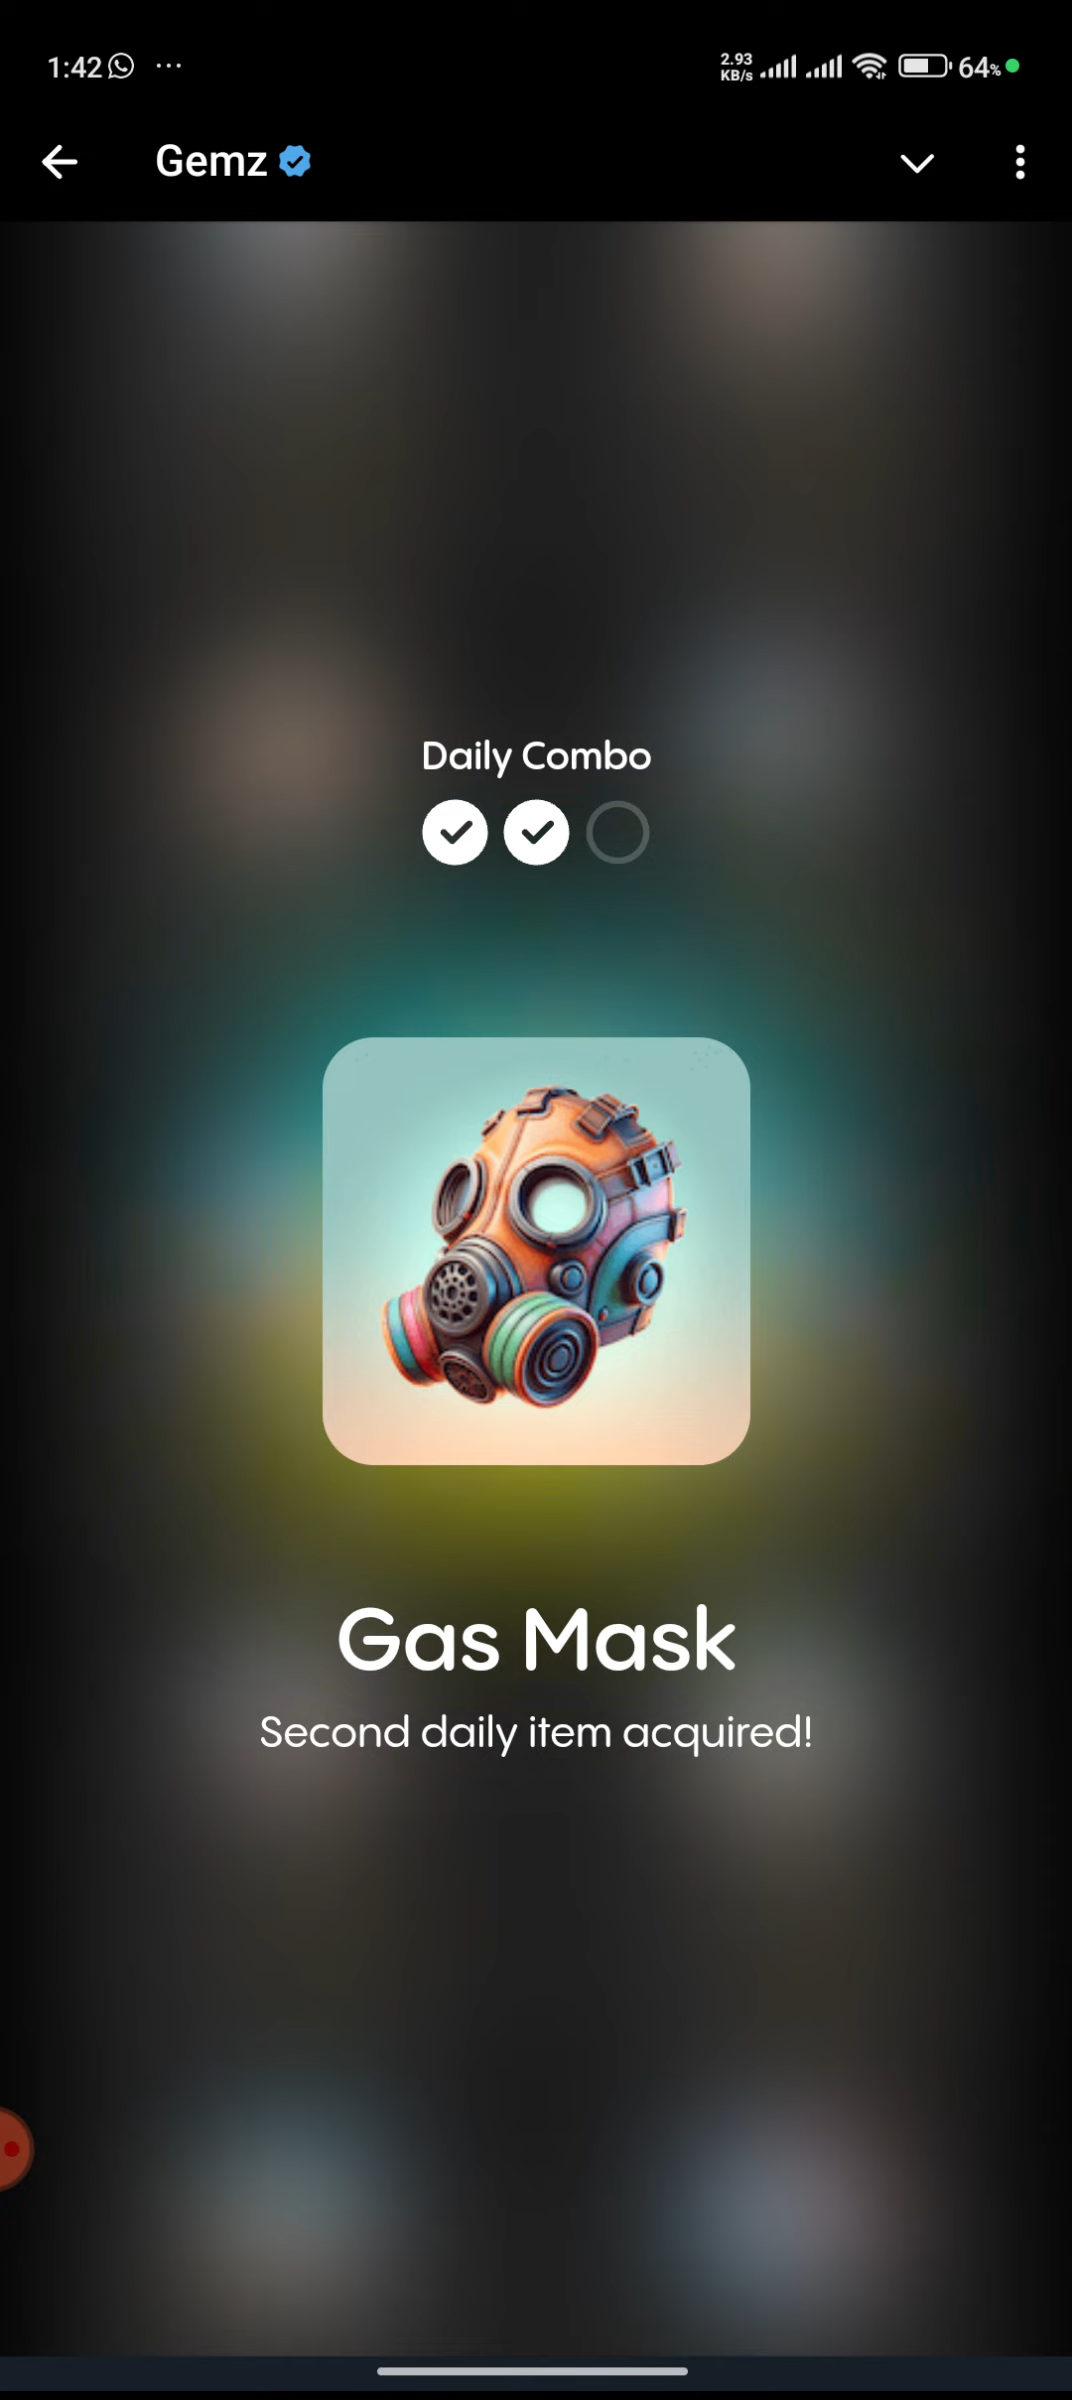 1:42 ... 2.93 KB/s 64%
Gemz
Daily Combo
Gas Mask
Second daily item acquired!